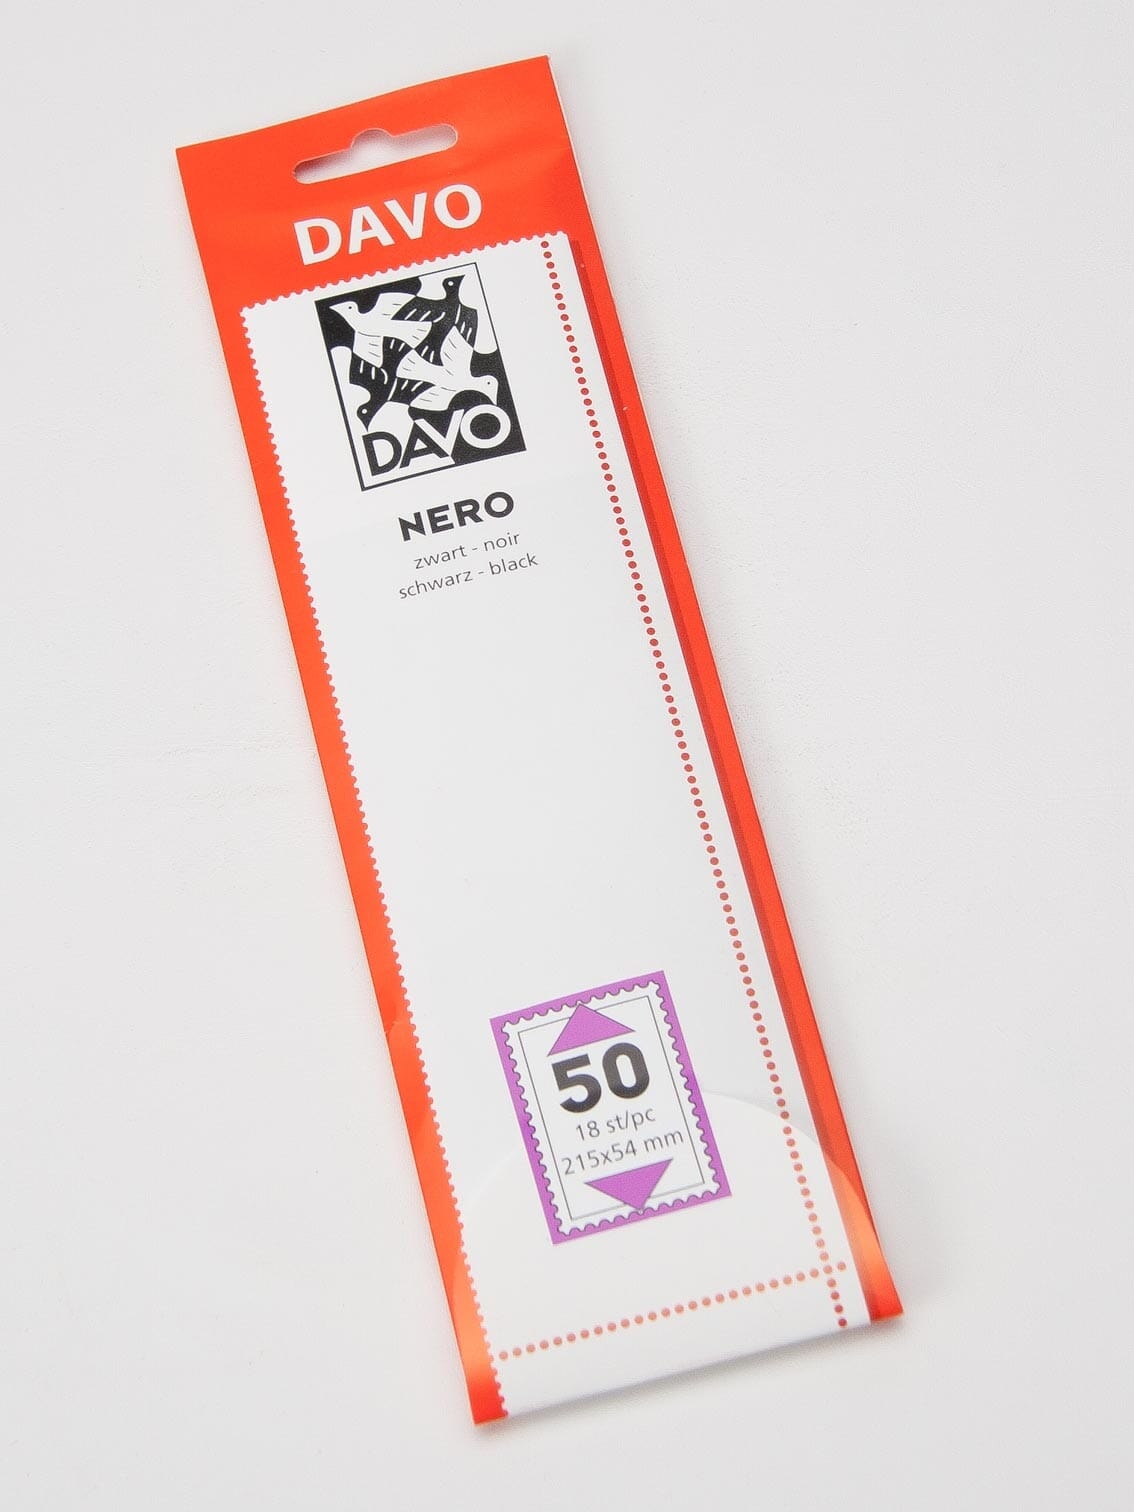 DAVO
DAVO
NERO
zwart - noir
schwarz - black
50
18 st/pc
215x54 mm